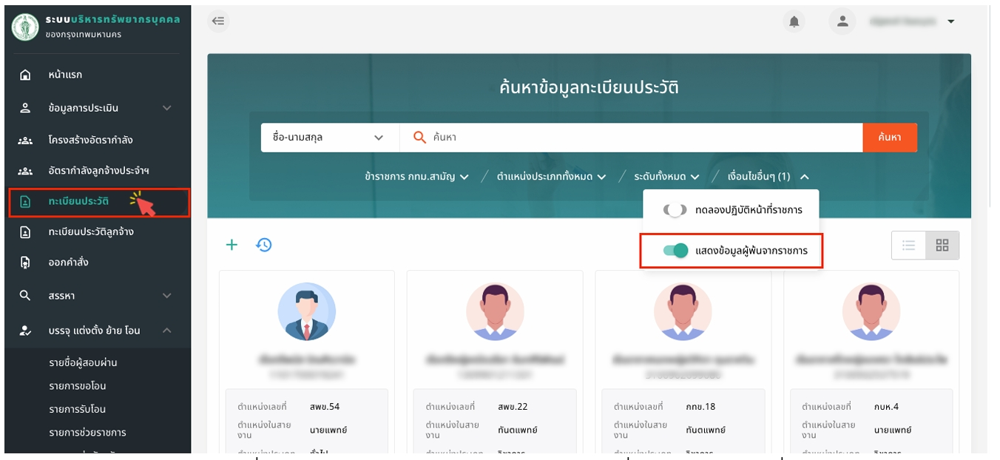 ระบบบริหารทรัพยากรบุคคล
ของกรุงเทพมหานคร
หน้าแรก
ข้อมูลการประเมิน
โครงสร้างอัตรากำลัง
อัตรากำลังลูกจ้างประจำฯ
ทะเบียนประวัติ
ทะเบียนประวัติลูกจ้าง
ออกคำสั่ง
สรรหา
บรรจุ แต่งตั้ง ย้าย โอน
รายชื่อผู้สอบผ่าน
รายการขอโอน
รายการรับโอน
รายการช่วยราชการ
ค้นหาข้อมูลทะเบียนประวัติ
ชื่อ-นามสกุล ค้นหา ค้นหา
ข้าราชการ กทม.สามัญ / ตำแหน่งประเภททั้งหมด / ระดับทั้งหมด / เงื่อนไขอื่นๆ (1)
ทดลองปฏิบัติหน้าที่ราชการ
แสดงข้อมูลผู้พ้นจากราชการ
ตำแหน่งเลขที่ สพข.54 ตำแหน่งเลขที่ สพข.22 ตำแหน่งเลขที่ กทข.18 ตำแหน่งเลขที่ กบห.4
ตำแหน่งในสายงาน นายแพทย์ ตำแหน่งในสายงาน ทันตแพทย์ ตำแหน่งในสายงาน ทันตแพทย์ ตำแหน่งในสายงาน นายแพทย์